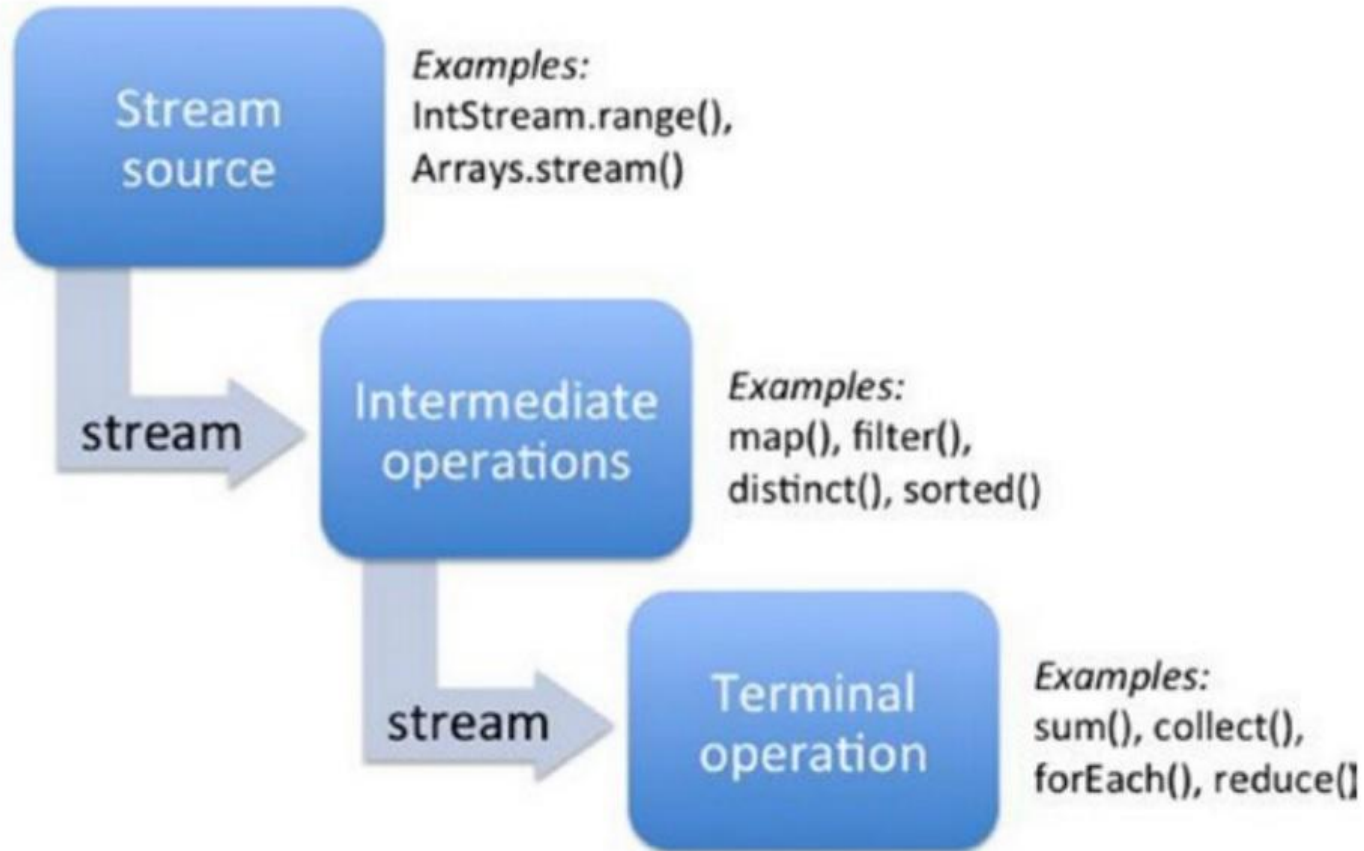 Stream
source
Examples:
IntStream.range(),
Arrays.stream()
stream
Intermediate
operations
Examples:
map(), filter(),
distinct(), sorted()
stream
Terminal
operation
Examples:
sum(), collect(),
forEach(), reduce()